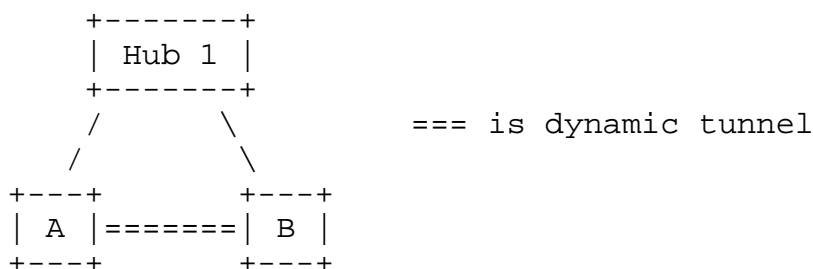 +-------+
| Hub 1 |
+-------+
/ \ === is dynamic tunnel
/ \
+---+ +---+
| A |=======| B |
+---+ +---+